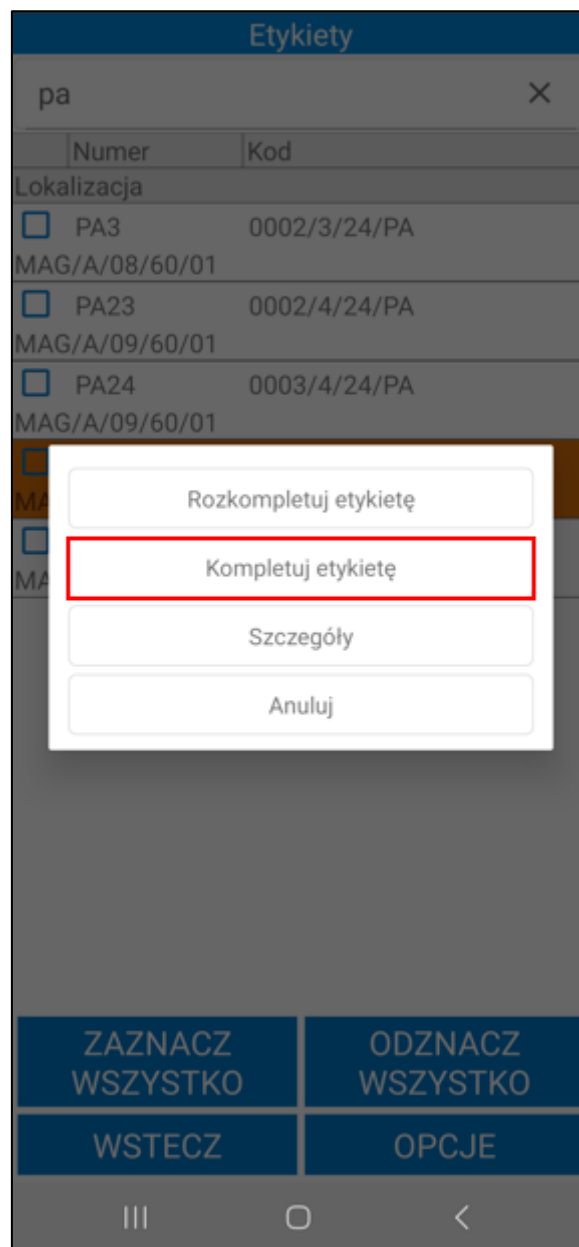 Etykiety
pa
Numer Kod
Lokalizacja
PA3 0002/3/24/PA
MAG/A/08/60/01
PA23 0002/4/24/PA
MAG/A/09/60/01
PA24 0003/4/24/PA
MAG/A/09/60/01
Rozkompletuj etykietę
Kompletuj etykietę
Szczegóły
Anuluj
ZAZNACZ WSZYSTKO
ODZNACZ WSZYSTKO
WSTECZ
OPCJE